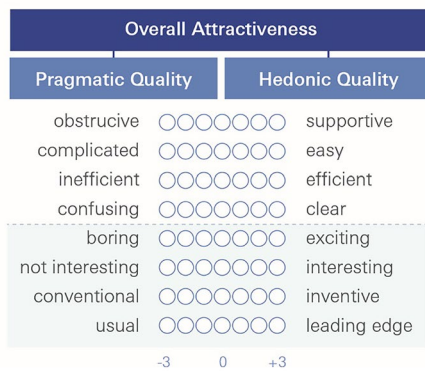 Overall Attractiveness
Pragmatic Quality Hedonic Quality
obstrucive supportive
complicated easy
inefficient efficient
confusing clear
boring exciting
not interesting interesting
conventional inventive
usual leading edge
-3 0 +3